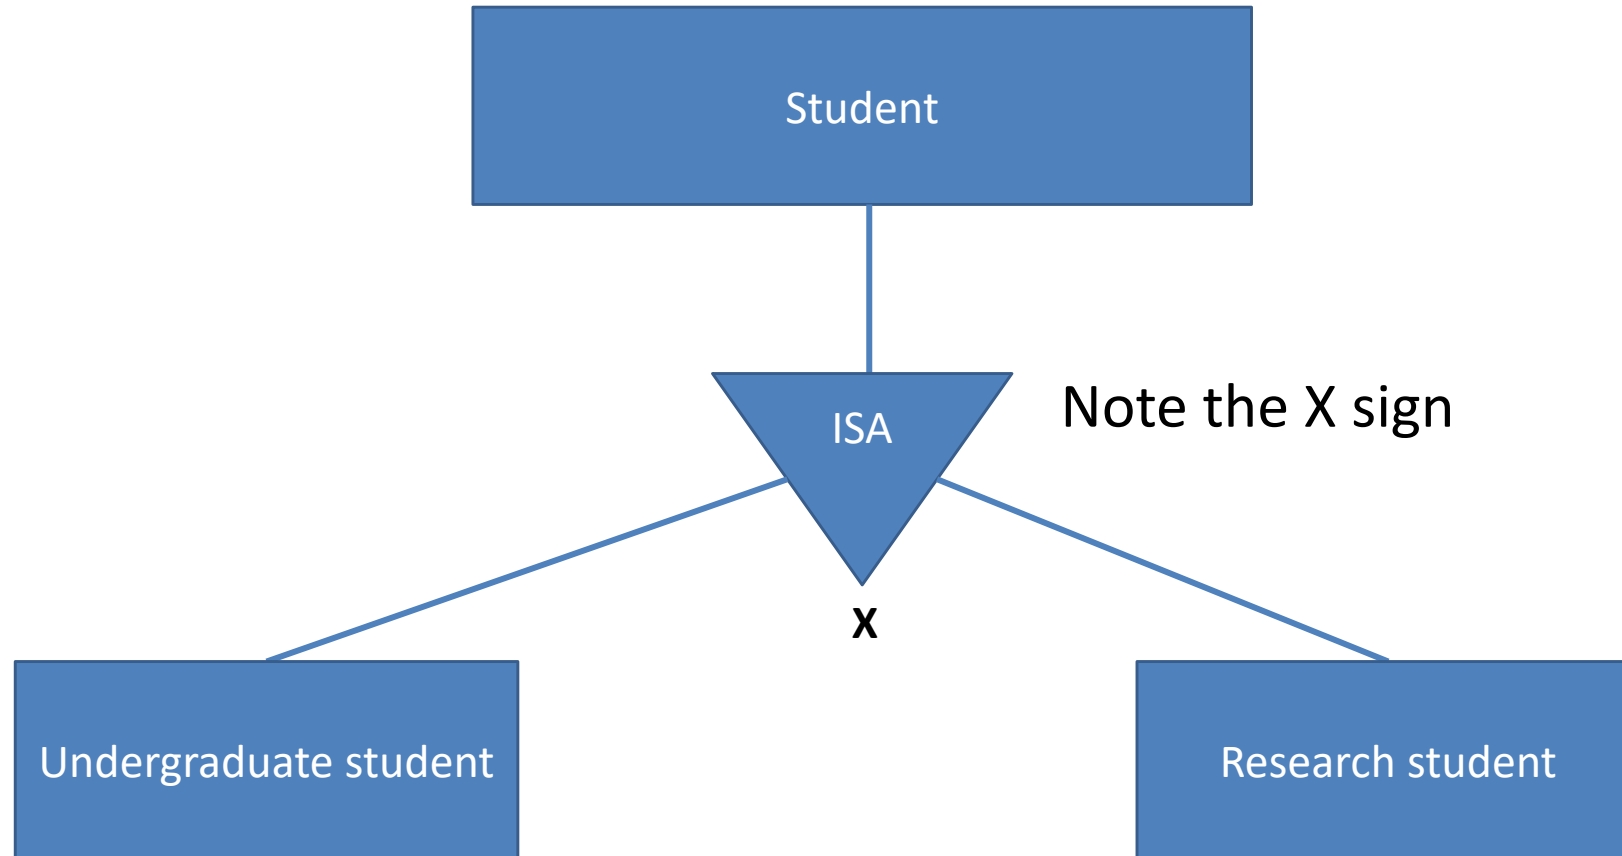 Student
ISA
Note the X sign
X
Undergraduate student
Research student